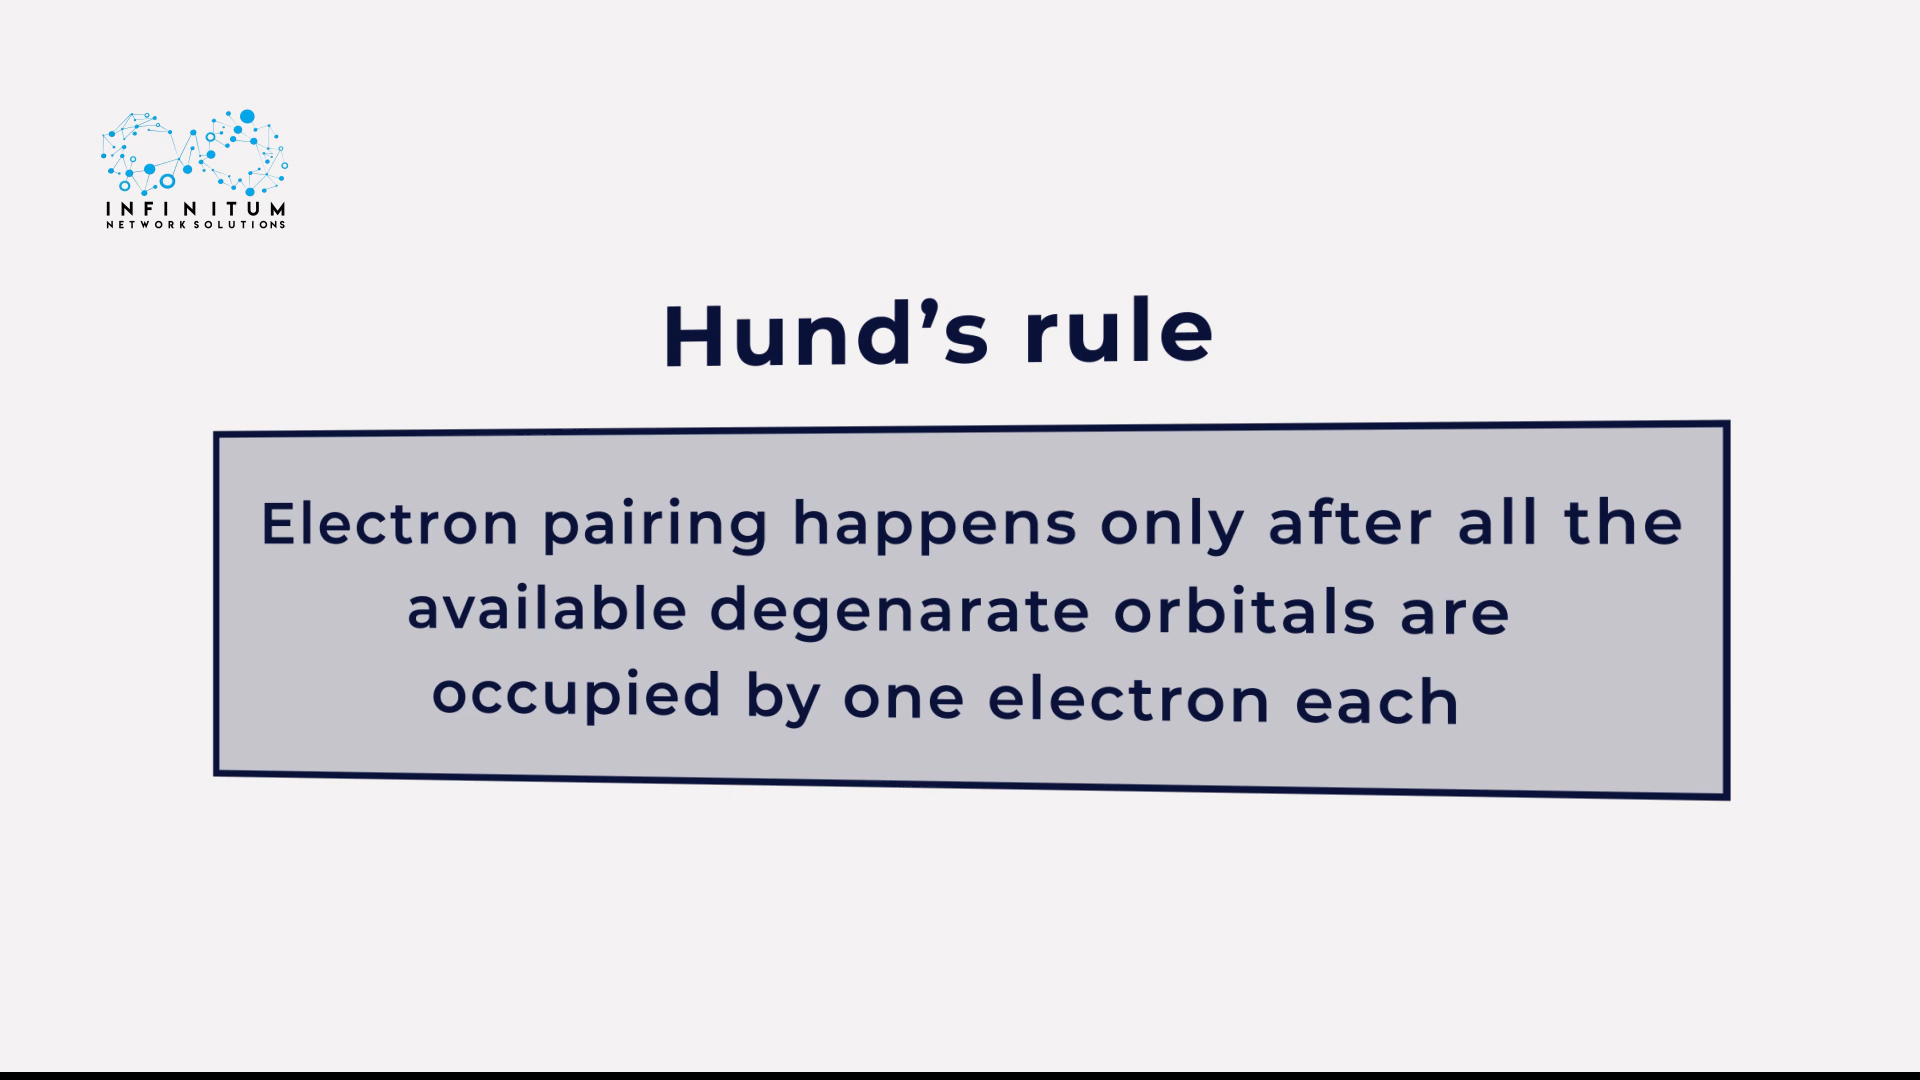 INFINITUM
NETWORK SOLUTIONS
Hund’s rule
Electron pairing happens only after all the
available degenarate orbitals are
occupied by one electron each